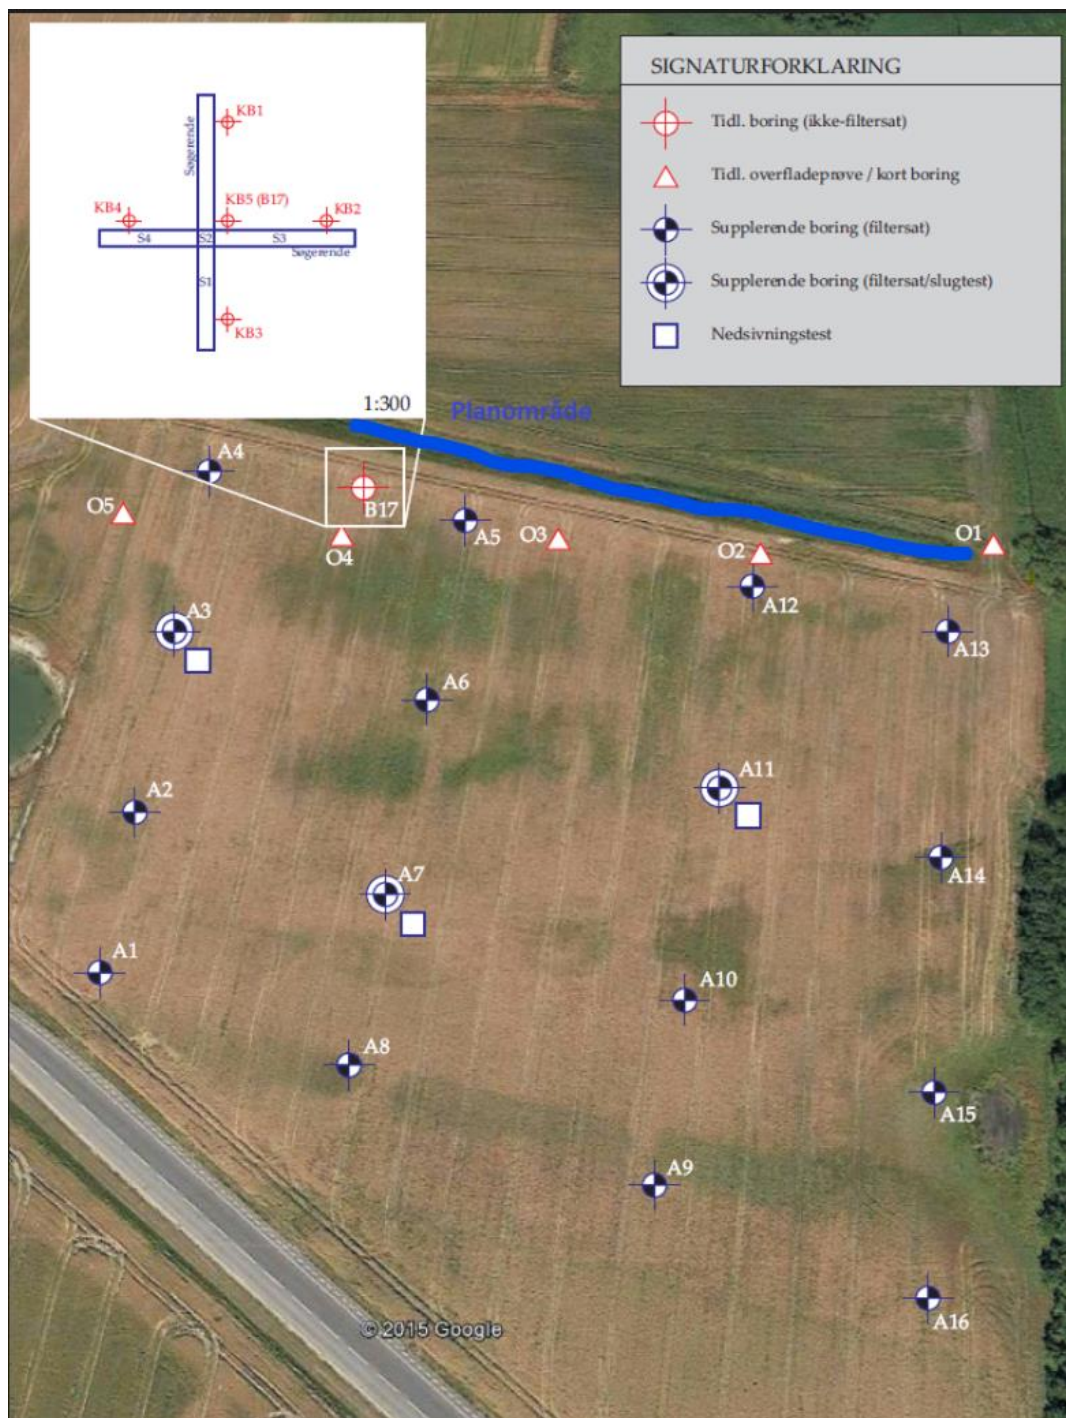 KB1
Søgerende
KB4
KB5 (B17)
KB2
S4
S2
S3
Søgerende
S1
KB3
1:300
SIGNATURFORKLARING
Tidl. boring (ikke-filtersat)
Tidl. overfladeprøve / kort boring
Supplerende boring (filtersat)
Supplerende boring (filtersat/slugtest)
Nedsivningstest
Planområde
A4
O5
B17
O4
A5
O3
O2
O1
A12
A3
A13
A6
A11
A2
A14
A7
A1
A10
A8
A15
A9
A16
© 2015 Google